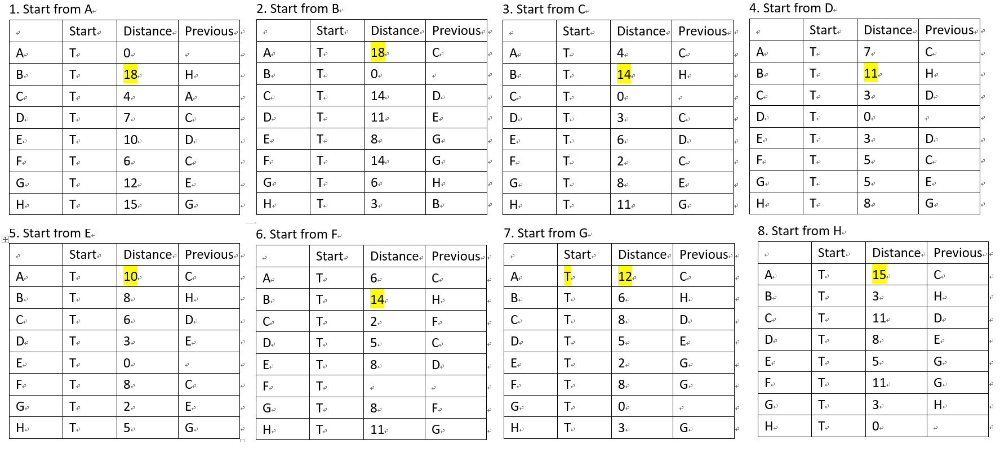 1. Start from A
Start Distance Previous
A T 0
B T 18 H
C T 4 A
D T 7 C
E T 10 D
F T 6 C
G T 12 E
H T 15 G
2. Start from B
Start Distance Previous
A T 18 C
B T 0
C T 14 D
D T 11 E
E T 8 G
F T 14 G
G T 6 H
H T 3 B
3. Start from C
Start Distance Previous
A T 4 C
B T 14 H
C T 0
D T 3 C
E T 6 D
F T 2 C
G T 8 E
H T 11 G
4. Start from D
Start Distance Previous
A T 7 C
B T 11 H
C T 3 D
D T 0
E T 3 D
F T 5 C
G T 5 E
H T 8 G
5. Start from E
Start Distance Previous
A T 10 C
B T 8 H
C T 6 D
D T 3 E
E T 0
F T 8 C
G T 2 E
H T 5 G
6. Start from F
Start Distance Previous
A T 6 C
B T 14 H
C T 2 F
D T 5 C
E T 8 D
F T
G T 8 F
H T 11 G
7. Start from G
Start Distance Previous
A T 12 C
B T 6 H
C T 8 D
D T 5 E
E T 2 G
F T 8 G
G T 0
H T 3 G
8. Start from H
Start Distance Previous
A T 15 C
B T 3 H
C T 11 D
D T 8 E
E T 5 G
F T 11 G
G T 3 H
H T 0